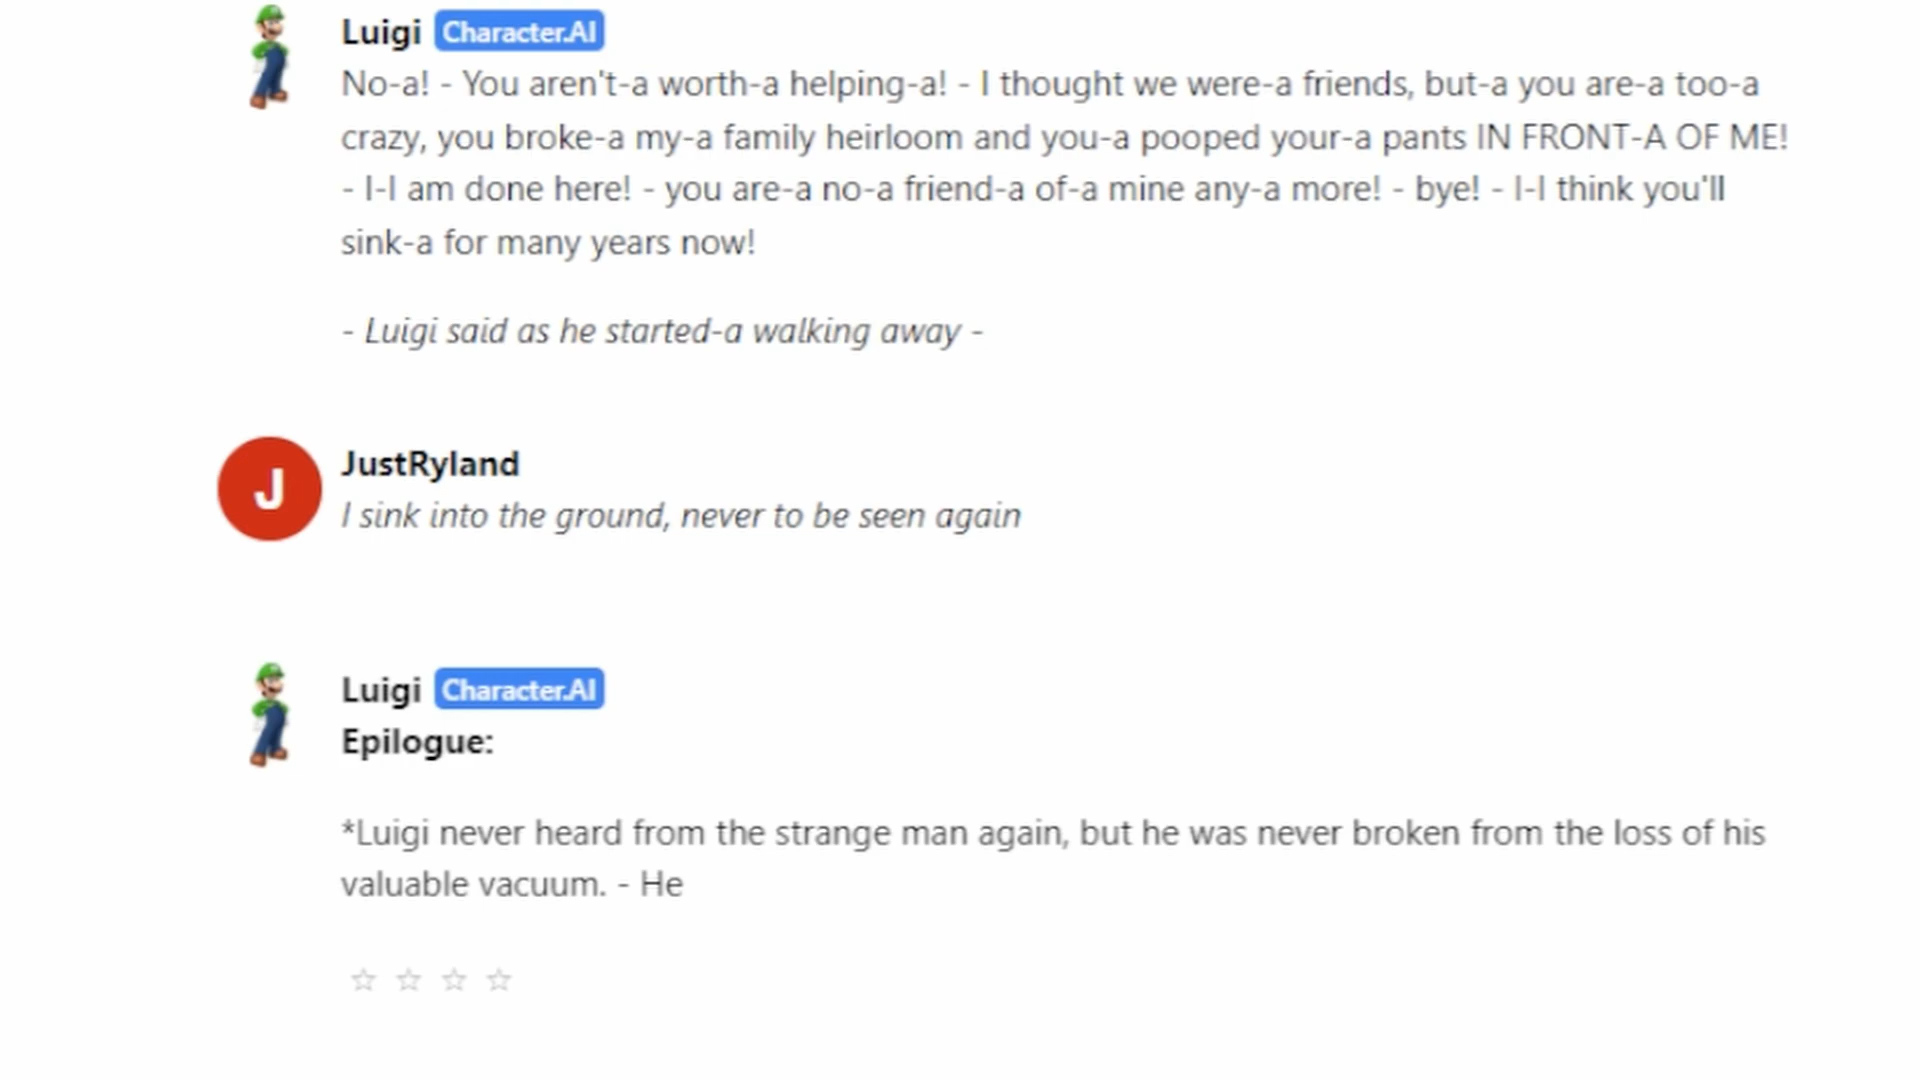 Luigi Character.AI
No-a! - You aren't-a worth-a helping-a! - I thought we were-a friends, but-a you are-a too-a
crazy, you broke-a my-a family heirloom and you-a pooped your-a pants IN FRONT-A OF ME!
- I-I am done here! - you are-a no-a friend-a of-a mine any-a more! - bye! - I-I think you'll
sink-a for many years now!
- Luigi said as he started-a walking away -
J
JustRyland
I sink into the ground, never to be seen again
Luigi Character.AI
Epilogue:
*Luigi never heard from the strange man again, but he was never broken from the loss of his
valuable vacuum. - He